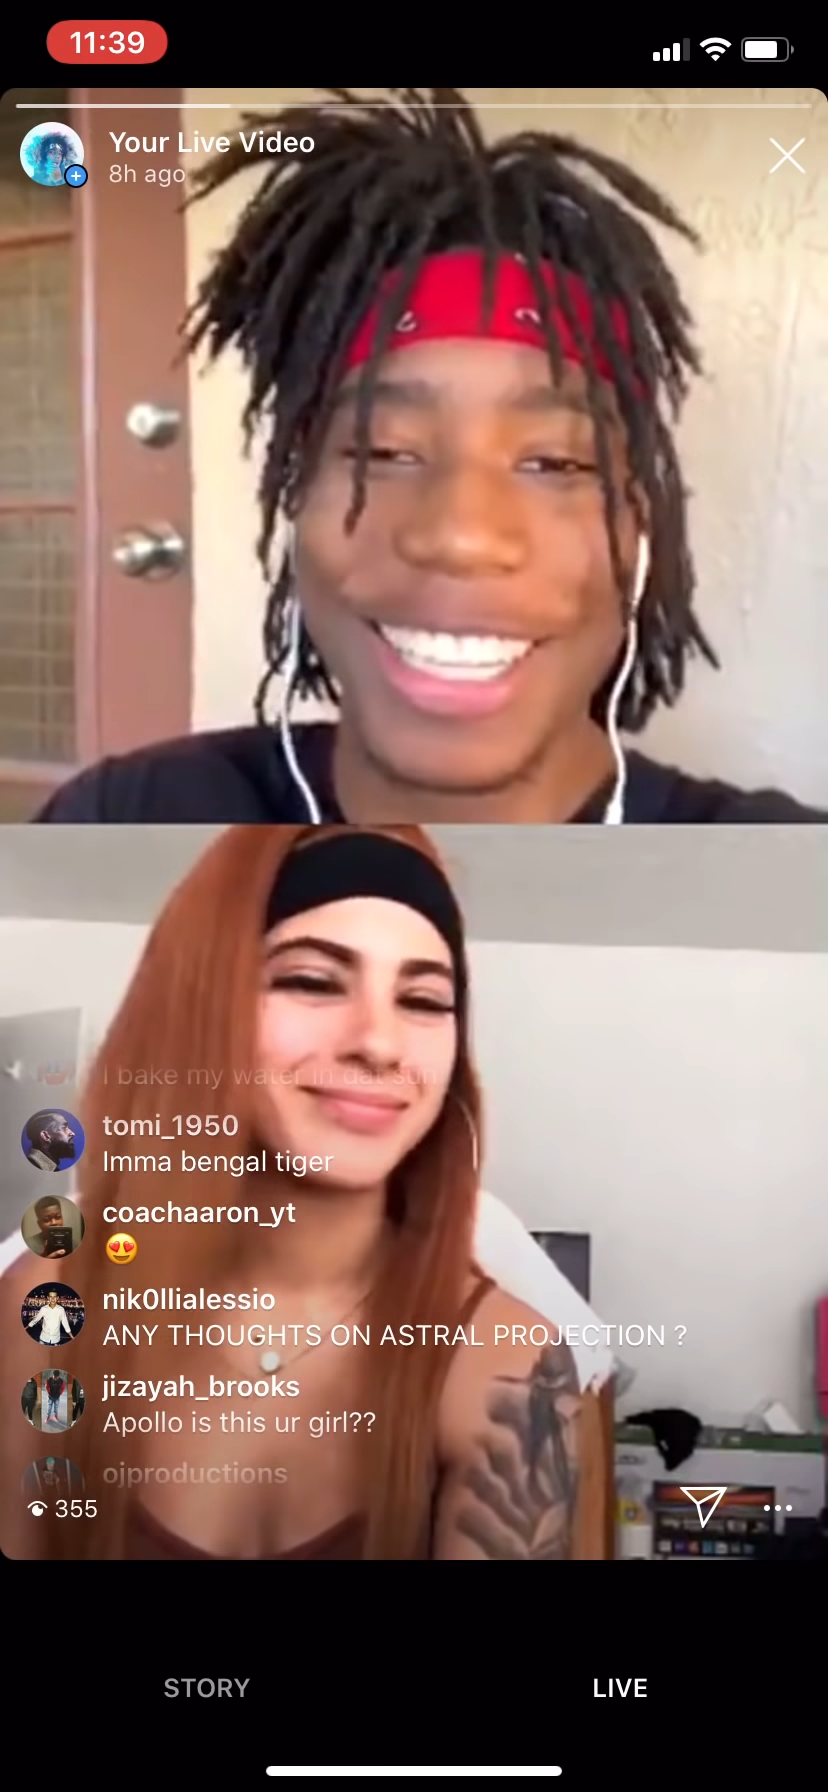 11:39
Your Live Video
8h ago
I bake my water in dat sun
tomi_1950
Imma bengal tiger
coachaaron_yt
😍
nik0llialessio
ANY THOUGHTS ON ASTRAL PROJECTION ?
jizayah_brooks
Apollo is this ur girl??
ojproductions
355
STORY
LIVE